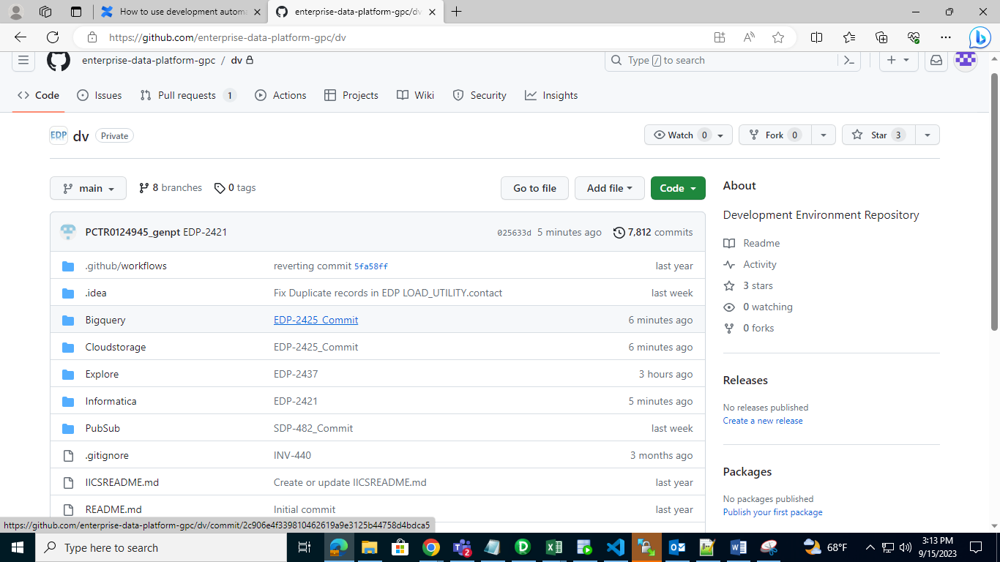 How to use development automa
enterprise-data-platform-gpc/dv
https://github.com/enterprise-data-platform-gpc/dv
enterprise-data-platform-gpc / dv
Type / to search
Code
Issues
Pull requests 1
Actions
Projects
Wiki
Security
Insights
EDP dv Private
Watch 0
Fork 0
Star 3
main
8 branches
0 tags
Go to file
Add file
Code
PCTR0124945_genpt EDP-2421 025633d 5 minutes ago 7,812 commits
.github/workflows reverting commit 5fa58ff last year
.idea Fix Duplicate records in EDP LOAD_UTILITY.contact last week
Bigquery EDP-2425_Commit 6 minutes ago
Cloudstorage EDP-2425_Commit 6 minutes ago
Explore EDP-2437 3 hours ago
Informatica EDP-2421 5 minutes ago
PubSub SDP-482_Commit last week
.gitignore INV-440 3 months ago
IICSREADME.md Create or update IICSREADME.md last year
README.md Initial commit last year
About
Development Environment Repository
Readme
Activity
3 stars
0 watching
0 forks
Releases
No releases published
Create a new release
Packages
No packages published
Publish your first package
https://github.com/enterprise-data-platform-gpc/dv/commit/2c906e4f339810462619a9e3125b44758d4bdca5
Type here to search
2
68°F
3:13 PM
9/15/2023